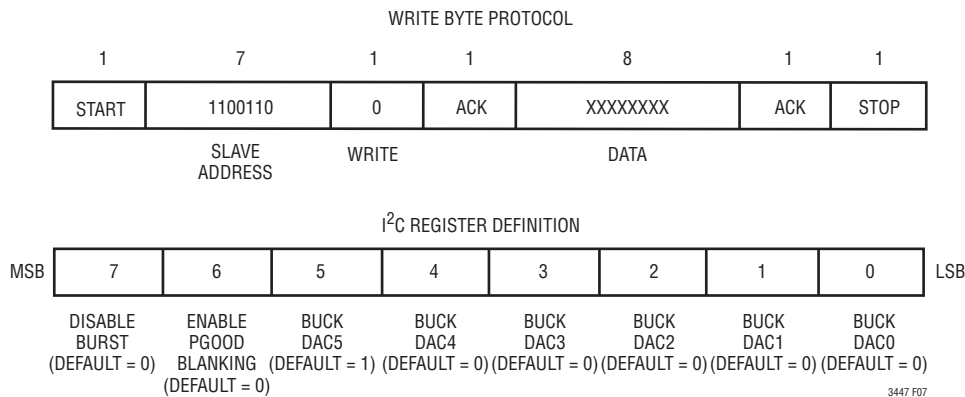 WRITE BYTE PROTOCOL
1 7 1 1 8 1 1
START 1100110 0 ACK XXXXXXXX ACK STOP
SLAVE WRITE DATA
ADDRESS
I2C REGISTER DEFINITION
MSB 7 6 5 4 3 2 1 0 LSB
DISABLE ENABLE BUCK BUCK BUCK BUCK BUCK BUCK
BURST PGOOD DAC5 DAC4 DAC3 DAC2 DAC1 DAC0
(DEFAULT = 0) BLANKING (DEFAULT = 1) (DEFAULT = 0) (DEFAULT = 0) (DEFAULT = 0) (DEFAULT = 0) (DEFAULT = 0)
(DEFAULT = 0)
3447 F07